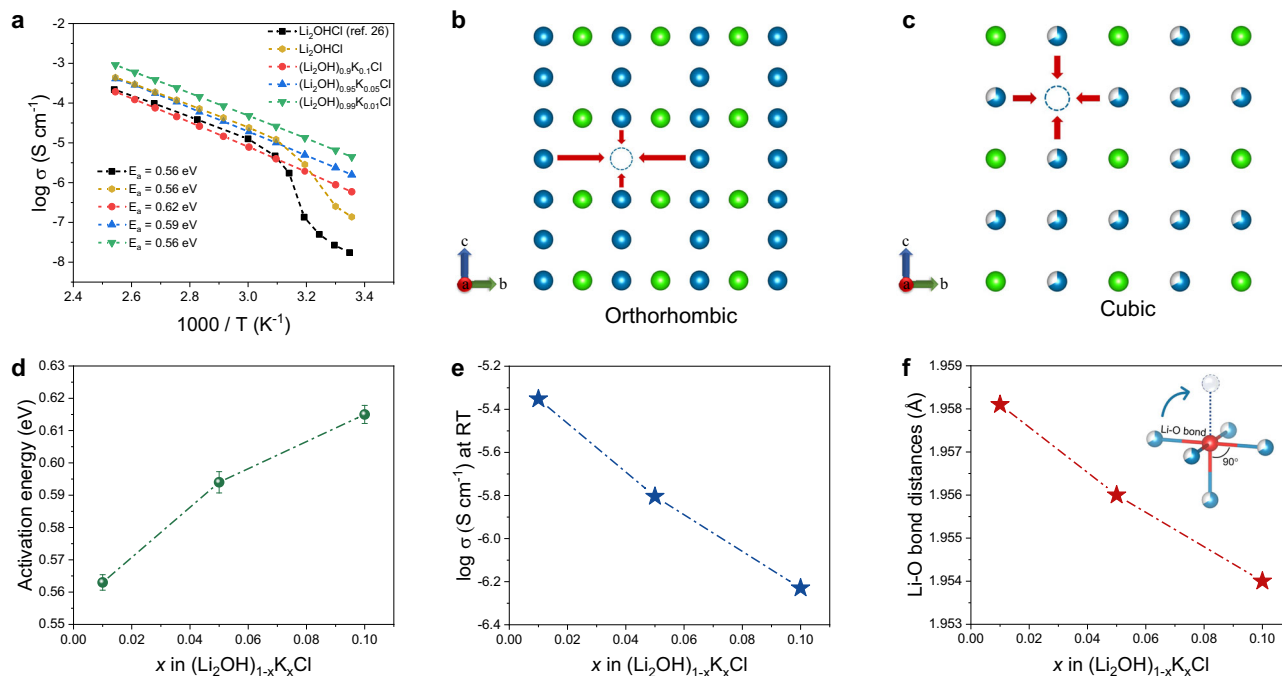 a
-2
-3
-4
-5
-6
-7
-8
log σ (S cm⁻¹)
2.4 2.6 2.8 3.0 3.2 3.4
1000 / T (K⁻¹)
Li₂OHCl (ref. 26)
Li₂OHCl
(Li₂OH)₀.₉K₀.₁Cl
(Li₂OH)₀.₉₅K₀.₀₅Cl
(Li₂OH)₀.₉₉K₀.₀₁Cl
Eₐ = 0.56 eV
Eₐ = 0.56 eV
Eₐ = 0.62 eV
Eₐ = 0.59 eV
Eₐ = 0.56 eV
b
c
a b
Orthorhombic
c
c
a b
Cubic
d
0.63
0.62
0.61
0.60
0.59
0.58
0.57
0.56
0.55
Activation energy (eV)
0.00 0.02 0.04 0.06 0.08 0.10
x in (Li₂OH)₁₋ₓKₓCl
e
-5.2
-5.4
-5.6
-5.8
-6.0
-6.2
-6.4
log σ (S cm⁻¹) at RT
0.00 0.02 0.04 0.06 0.08 0.10
x in (Li₂OH)₁₋ₓKₓCl
f
1.959
1.958
1.957
1.956
1.955
1.954
1.953
Li-O bond distances (Å)
Li-O bond
90°
0.00 0.02 0.04 0.06 0.08 0.10
x in (Li₂OH)₁₋ₓKₓCl